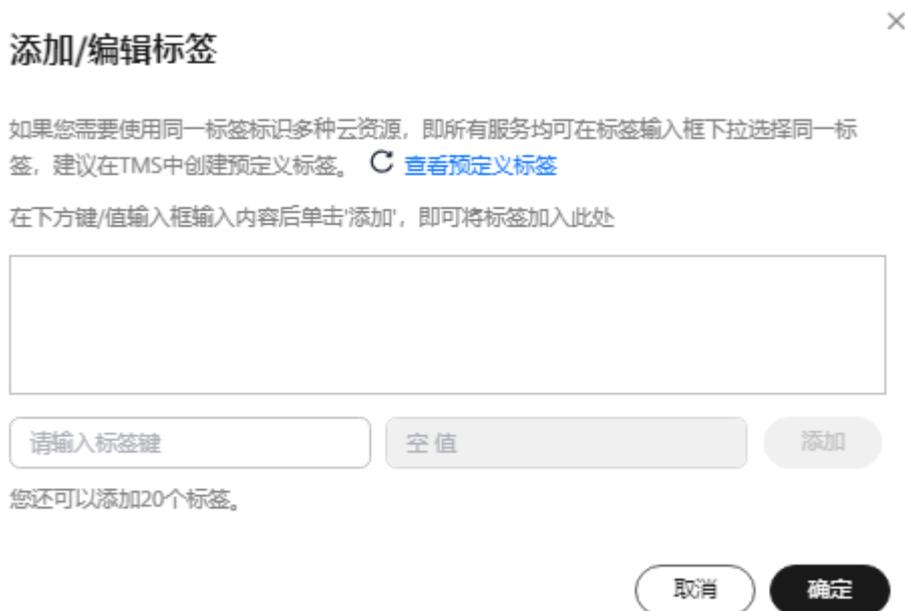 添加/编辑标签
如果您需要使用同一标签标识多种云资源，即所有服务均可在标签输入框下拉选择同一标
签，建议在TMS中创建预定义标签。 查看预定义标签
在下方键/值输入框输入内容后单击'添加'，即可将标签加入此处
请输入标签键 空值 添加
您还可以添加20个标签。
取消 确定